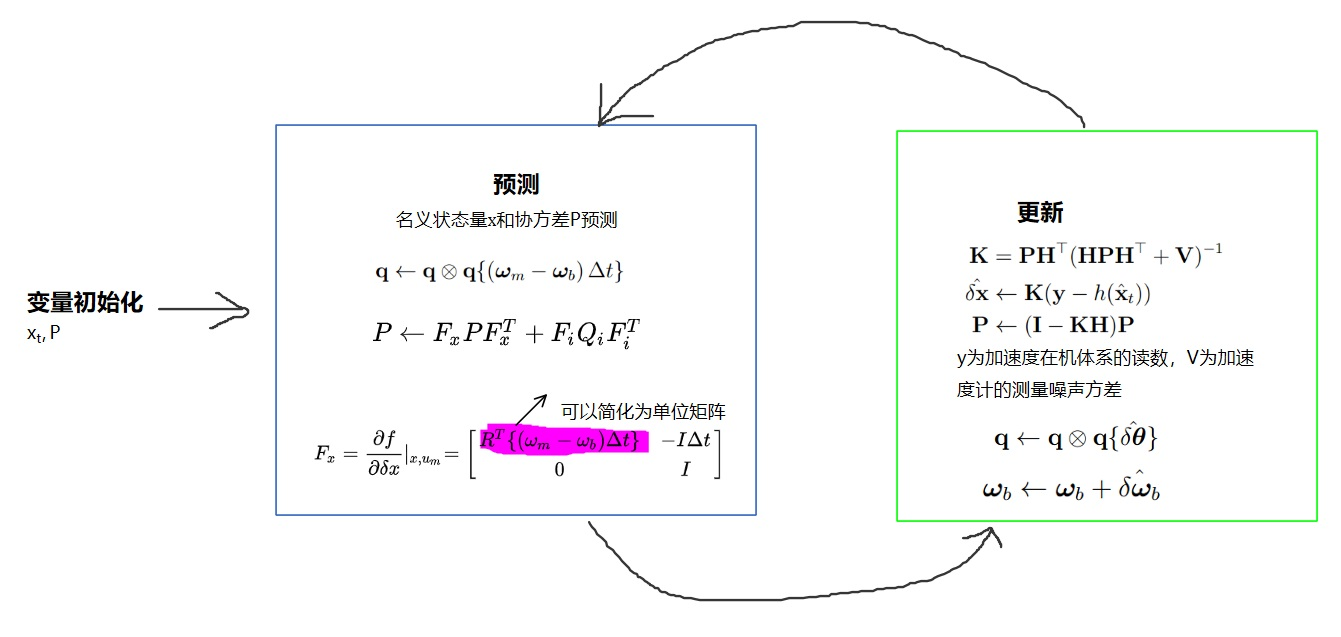 变量初始化
xₜ, P
预测
名义状态量x和协方差P预测
q ← q ⊗ q{(ω_m − ω_b) Δt}
P ← F_x P F_x^T + F_i Q_i F_i^T
可以简化为单位矩阵
F_x = ∂f/∂δx |_{x,u_m} = [ R^T{(ω_m − ω_b)Δt} −IΔt
0 I ]
更新
K = PH^⊤(HPH^⊤ + V)^{−1}
δx̂ ← K(y − h(x̂_t))
P ← (I − KH)P
y为加速度在机体系的读数，V为加速
度计的测量噪声方差
q ← q ⊗ q{δθ̂}
ω_b ← ω_b + δω̂_b